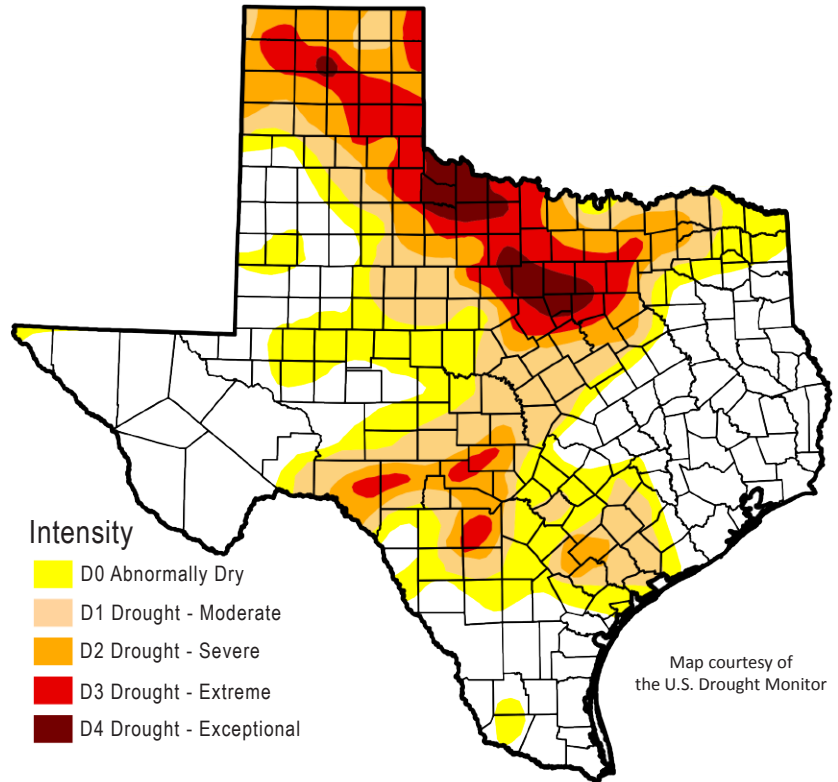 Intensity
D0 Abnormally Dry
D1 Drought - Moderate
D2 Drought - Severe
D3 Drought - Extreme
D4 Drought - Exceptional
Map courtesy of
the U.S. Drought Monitor